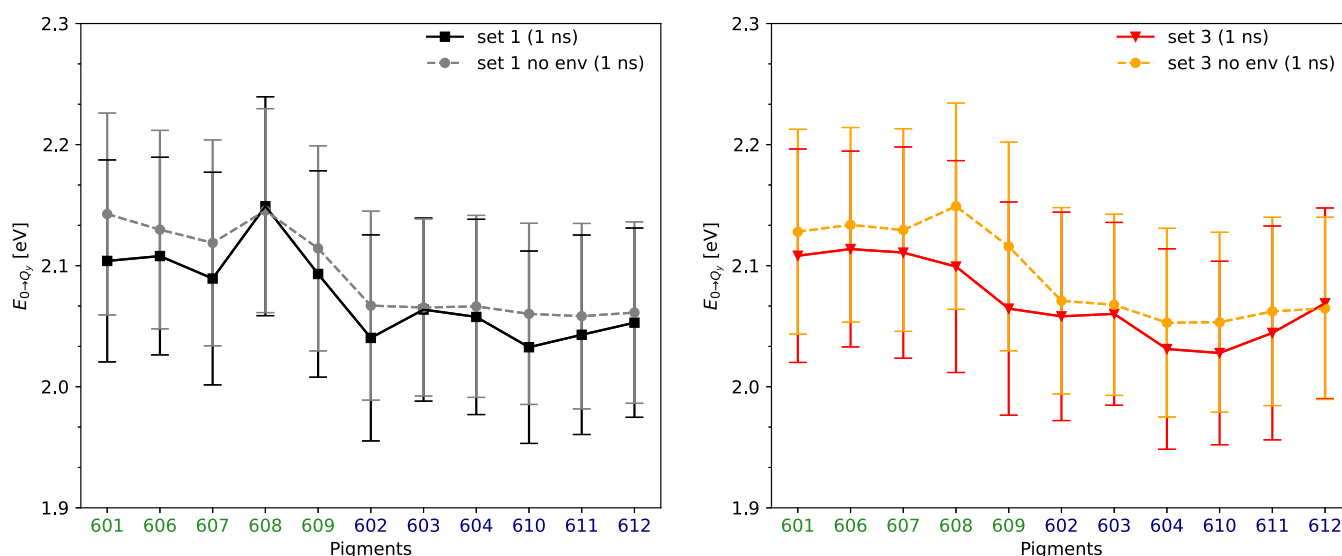 2.3
2.2
2.1
2.0
1.9
E0→Qy [eV]
set 1 (1 ns)
set 1 no env (1 ns)
601 606 607 608 609 602 603 604 610 611 612
Pigments
2.3
2.2
2.1
2.0
1.9
E0→Qy [eV]
set 3 (1 ns)
set 3 no env (1 ns)
601 606 607 608 609 602 603 604 610 611 612
Pigments